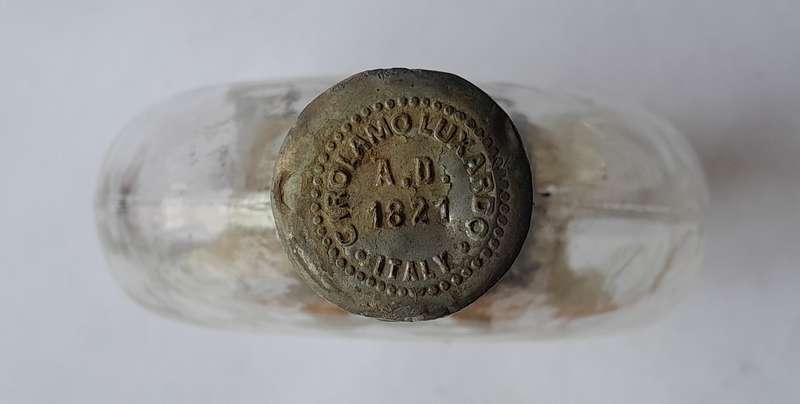 GIROLAMO LUXARDO
A.D.
1821
· ITALY ·